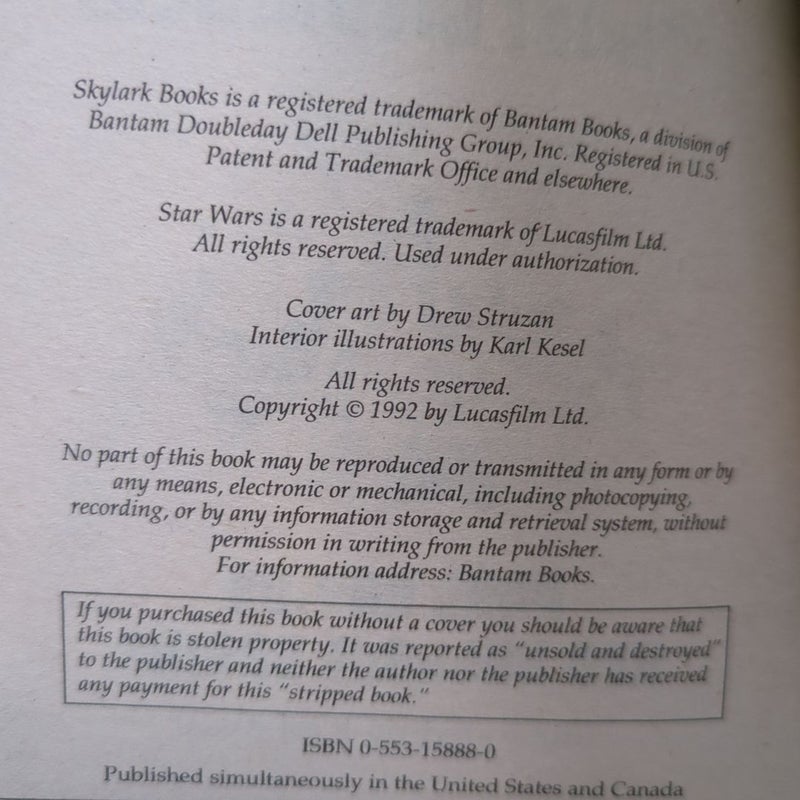 Skylark Books is a registered trademark of Bantam Books, a division of
Bantam Doubleday Dell Publishing Group, Inc. Registered in U.S.
Patent and Trademark Office and elsewhere.
Star Wars is a registered trademark of Lucasfilm Ltd.
All rights reserved. Used under authorization.
Cover art by Drew Struzan
Interior illustrations by Karl Kesel
All rights reserved.
Copyright © 1992 by Lucasfilm Ltd.
No part of this book may be reproduced or transmitted in any form or by
any means, electronic or mechanical, including photocopying,
recording, or by any information storage and retrieval system, without
permission in writing from the publisher.
For information address: Bantam Books.
If you purchased this book without a cover you should be aware that
this book is stolen property. It was reported as "unsold and destroyed"
to the publisher and neither the author nor the publisher has received
any payment for this "stripped book."
ISBN 0-553-15888-0
Published simultaneously in the United States and Canada